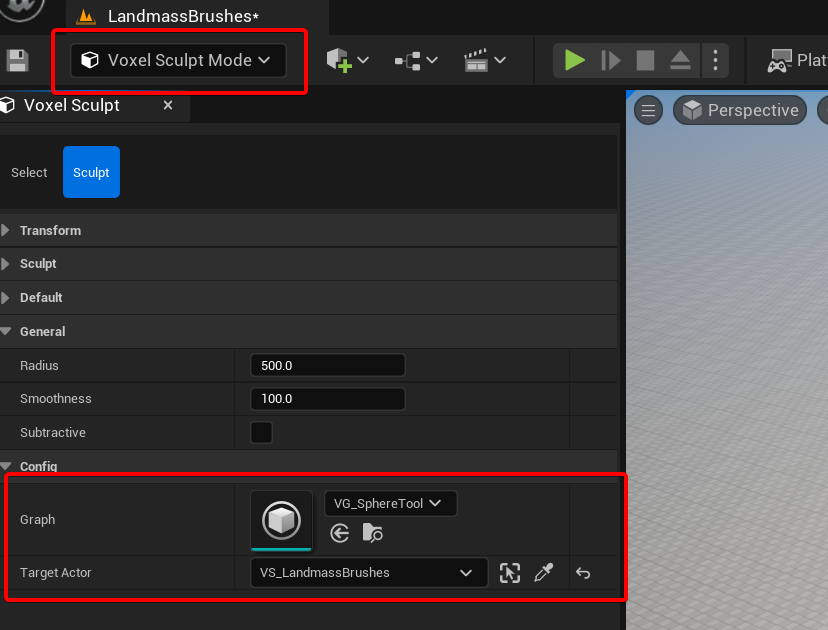 LandmassBrushes*
Voxel Sculpt Mode
Plat
Voxel Sculpt
Perspective
Select
Sculpt
Transform
Sculpt
Default
General
Radius
500.0
Smoothness
100.0
Subtractive
Config
Graph
VG_SphereTool
Target Actor
VS_LandmassBrushes